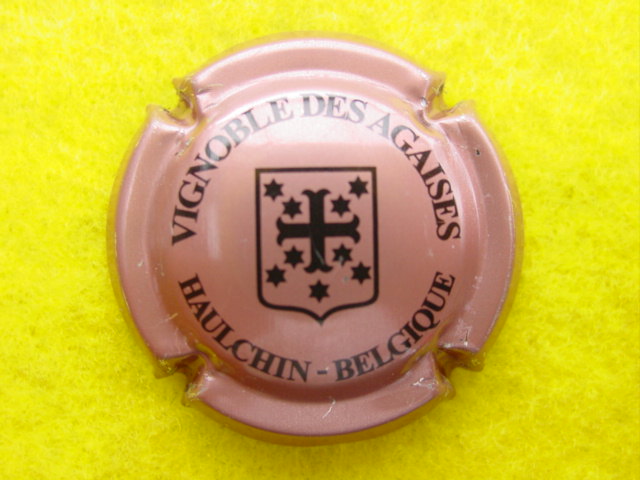 VIGNOBLE DES AGAISES
HAULCHIN - BELGIQUE